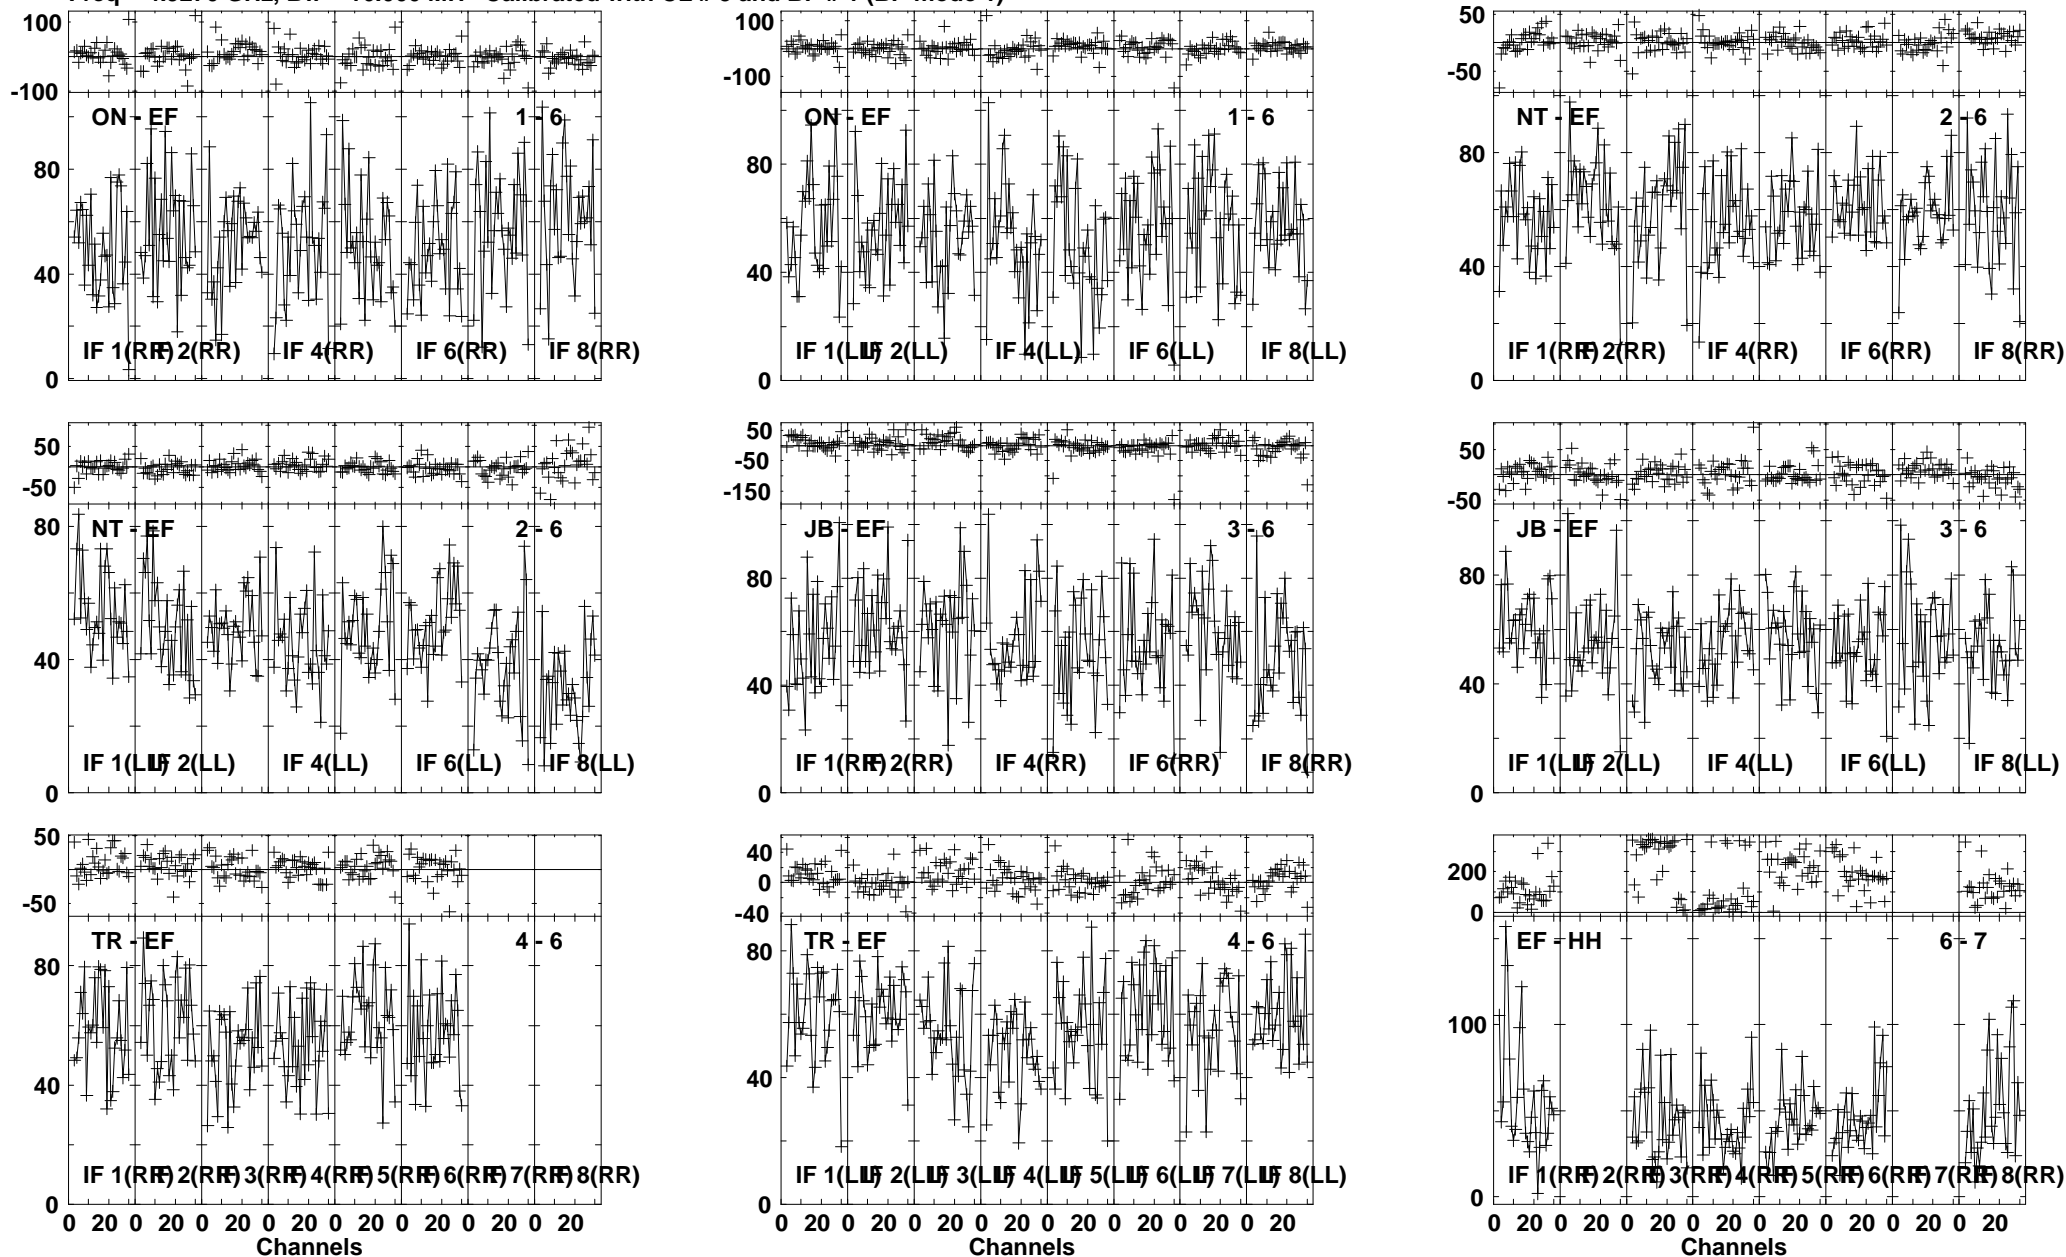 100
-100
ON - EF
1 - 6
80
40
0
IF 1(RR)
IF 2(RR)
IF 4(RR)
IF 6(RR)
IF 8(RR)
100
-100
ON - EF
1 - 6
80
40
0
IF 1(LL)
IF 2(LL)
IF 4(LL)
IF 6(LL)
IF 8(LL)
50
-50
NT - EF
2 - 6
80
40
0
IF 1(RR)
IF 2(RR)
IF 4(RR)
IF 6(RR)
IF 8(RR)
50
-50
NT - EF
2 - 6
80
40
0
IF 1(LL)
IF 2(LL)
IF 4(LL)
IF 6(LL)
IF 8(LL)
50
-50
-150
JB - EF
3 - 6
80
40
0
IF 1(RR)
IF 2(RR)
IF 4(RR)
IF 6(RR)
IF 8(RR)
50
-50
JB - EF
3 - 6
80
40
0
IF 1(LL)
IF 2(LL)
IF 4(LL)
IF 6(LL)
IF 8(LL)
50
-50
TR - EF
4 - 6
80
40
0
IF 1(RR)
IF 2(RR)
IF 3(RR)
IF 4(RR)
IF 5(RR)
IF 6(RR)
IF 7(RR)
IF 8(RR)
0 20 0 20 0 20 0 20 0 20 0 20 0 20 0 20
Channels
40
0
-40
TR - EF
4 - 6
80
40
0
IF 1(LL)
IF 2(LL)
IF 3(LL)
IF 4(LL)
IF 5(LL)
IF 6(LL)
IF 7(LL)
IF 8(LL)
0 20 0 20 0 20 0 20 0 20 0 20 0 20 0 20
Channels
200
0
EF - HH
6 - 7
100
0
IF 1(RR)
IF 2(RR)
IF 3(RR)
IF 4(RR)
IF 5(RR)
IF 6(RR)
IF 7(RR)
IF 8(RR)
0 20 0 20 0 20 0 20 0 20 0 20 0 20 0 20
Channels